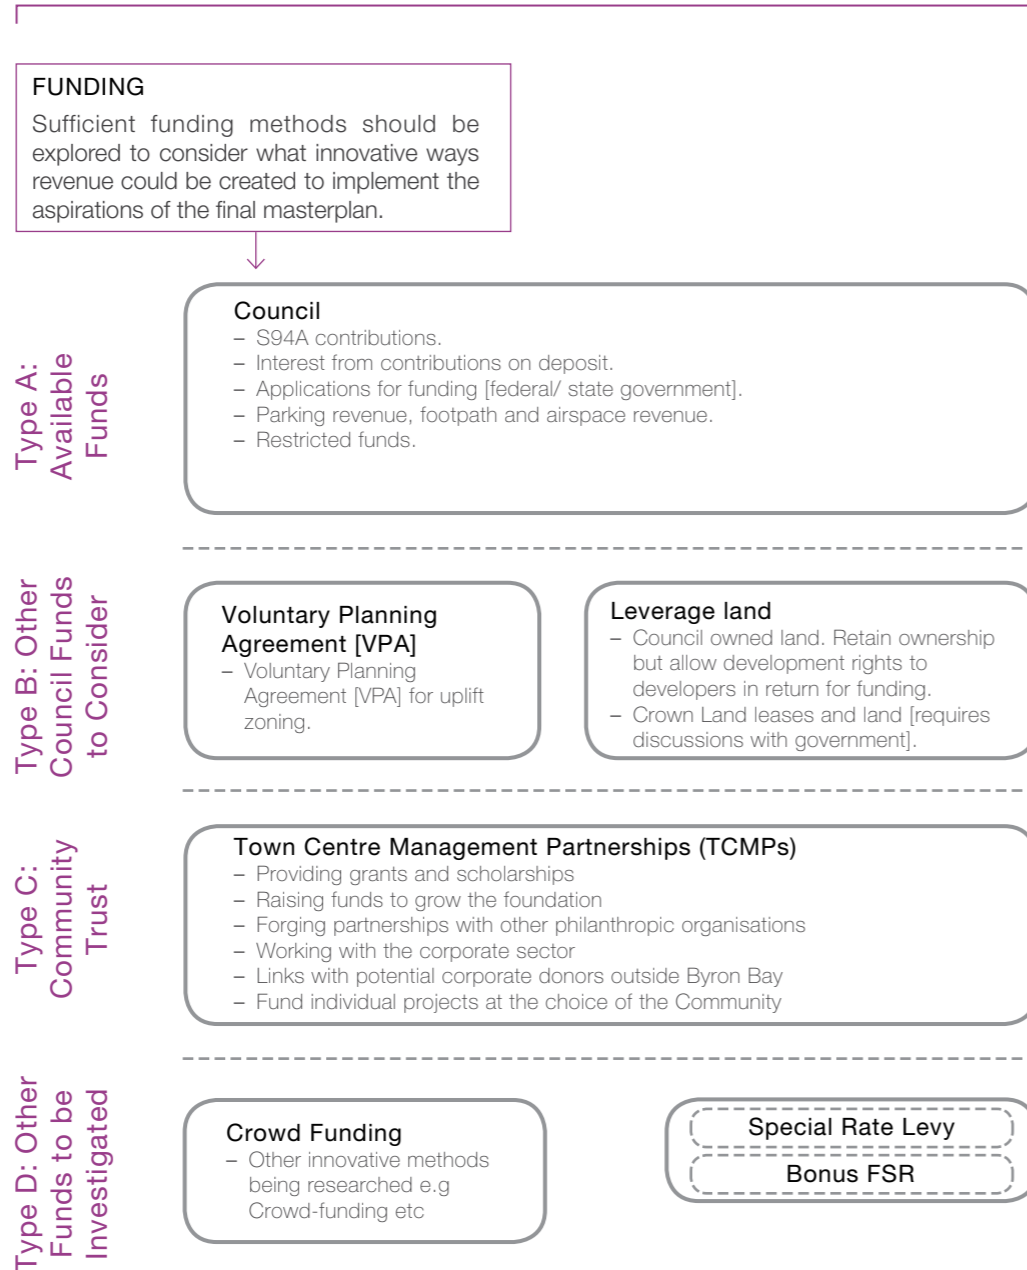 FUNDING
Sufficient funding methods should be
explored to consider what innovative ways
revenue could be created to implement the
aspirations of the final masterplan.
Type A:
Available
Funds
Council
– S94A contributions.
– Interest from contributions on deposit.
– Applications for funding [federal/ state government].
– Parking revenue, footpath and airspace revenue.
– Restricted funds.
Type B: Other
Council Funds
to Consider
Voluntary Planning
Agreement [VPA]
– Voluntary Planning
Agreement [VPA] for uplift
zoning.
Leverage land
– Council owned land. Retain ownership
but allow development rights to
developers in return for funding.
– Crown Land leases and land [requires
discussions with government].
Type C:
Community
Trust
Town Centre Management Partnerships (TCMPs)
– Providing grants and scholarships
– Raising funds to grow the foundation
– Forging partnerships with other philanthropic organisations
– Working with the corporate sector
– Links with potential corporate donors outside Byron Bay
– Fund individual projects at the choice of the Community
Type D: Other
Funds to be
Investigated
Crowd Funding
– Other innovative methods
being researched e.g
Crowd-funding etc
Special Rate Levy
Bonus FSR